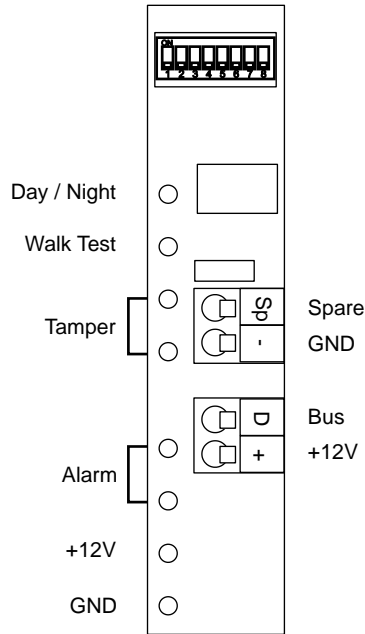 ON
1 2 3 4 5 6 7 8
Day / Night
Walk Test
Tamper
Sp
Spare
-
GND
D
Bus
+
+12V
Alarm
+12V
GND